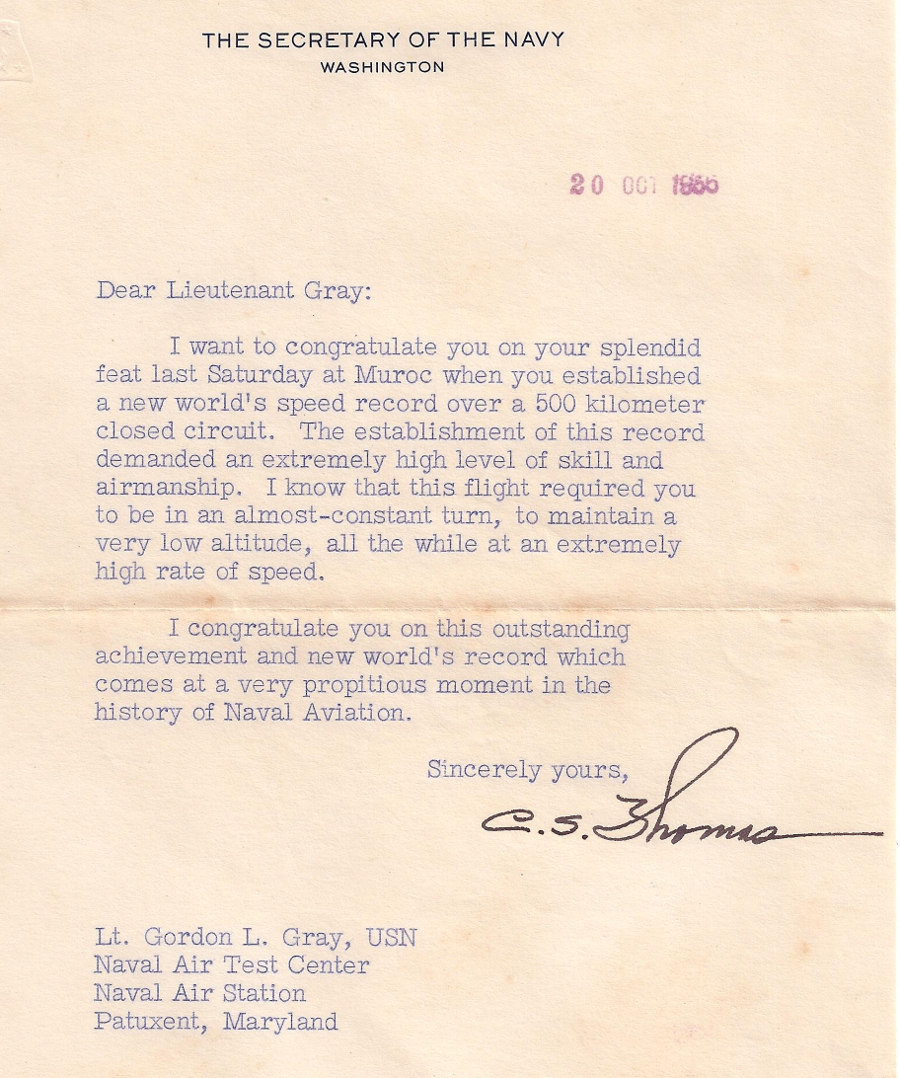 THE SECRETARY OF THE NAVY
WASHINGTON
20 OCT
Dear Lieutenant Gray:
I want to congratulate you on your splendid
feat last Saturday at Muroc when you established
a new world's speed record over a 500 kilometer
closed circuit. The establishment of this record
demanded an extremely high level of skill and
airmanship. I know that this flight required you
to be in an almost-constant turn, to maintain a
very low altitude, all the while at an extremely
high rate of speed.
I congratulate you on this outstanding
achievement and new world's record which
comes at a very propitious moment in the
history of Naval Aviation.
Sincerely yours,
C. S. Thomas
Lt. Gordon L. Gray, USN
Naval Air Test Center
Naval Air Station
Patuxent, Maryland